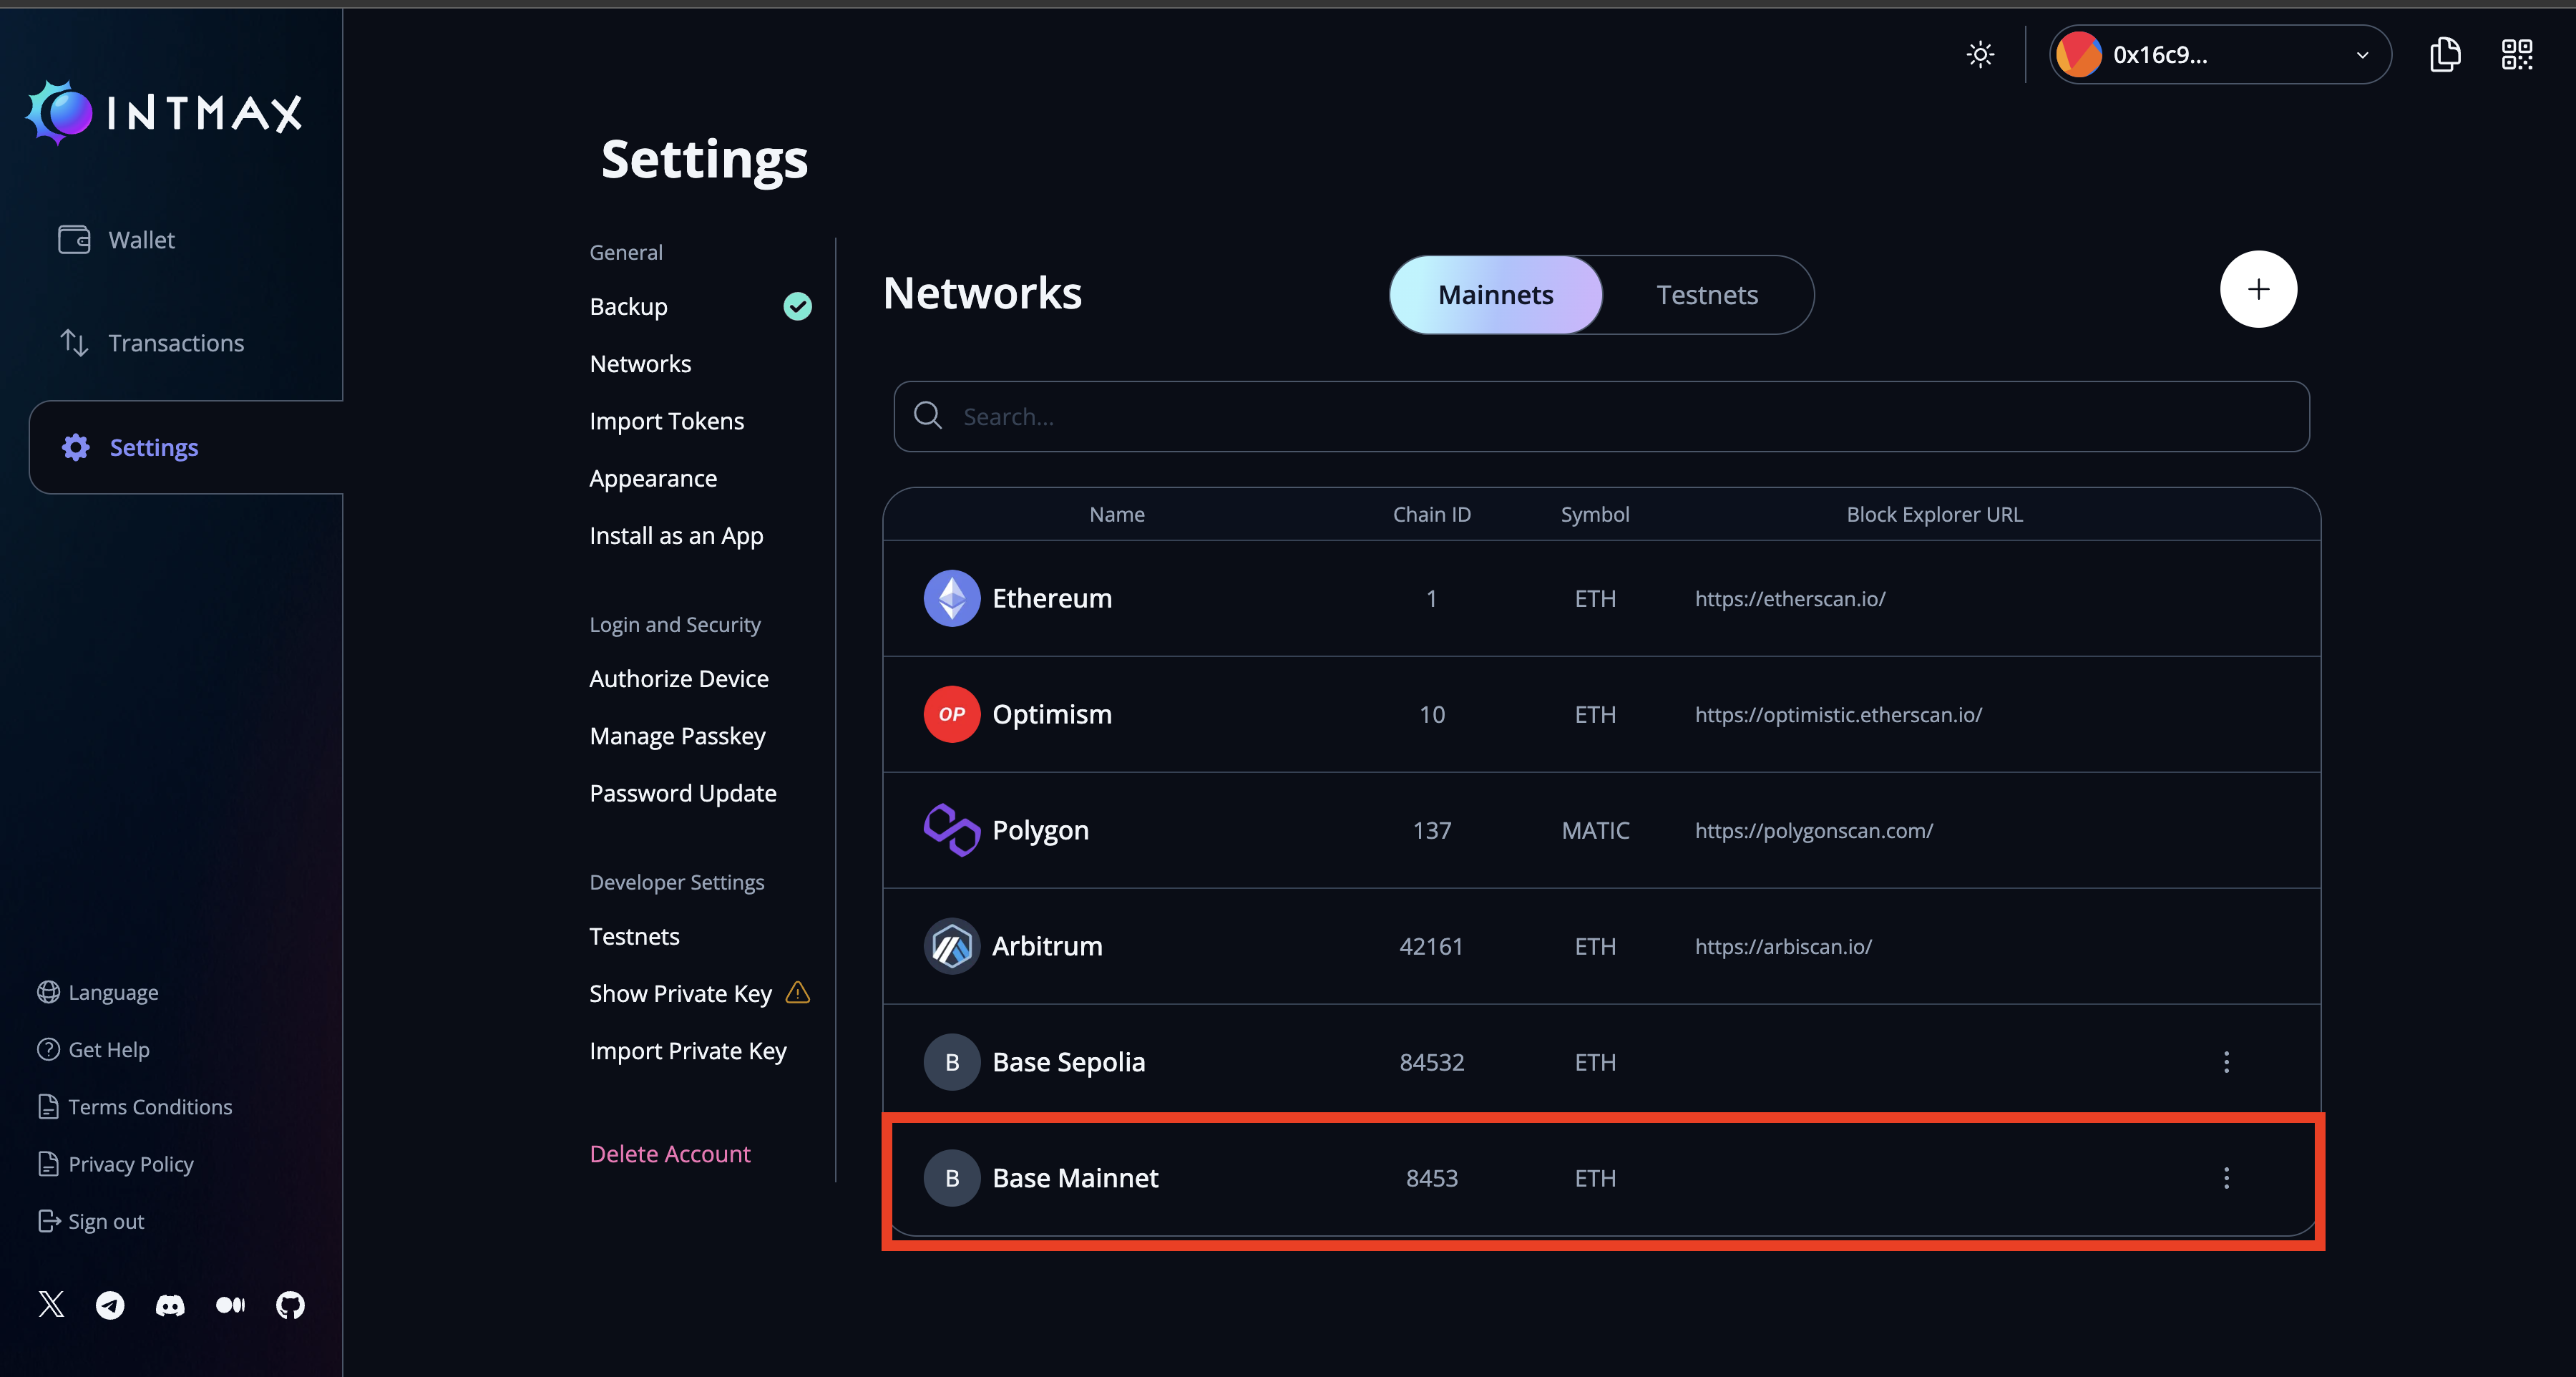 INTMAX
Wallet
Transactions
Settings
Language
Get Help
Terms Conditions
Privacy Policy
Sign out
0x16c9...
Settings
General
Backup
Networks
Import Tokens
Appearance
Install as an App
Login and Security
Authorize Device
Manage Passkey
Password Update
Developer Settings
Testnets
Show Private Key
Import Private Key
Delete Account
Networks
Mainnets Testnets
Search...
Name Chain ID Symbol Block Explorer URL
Ethereum 1 ETH https://etherscan.io/
OP Optimism 10 ETH https://optimistic.etherscan.io/
Polygon 137 MATIC https://polygonscan.com/
Arbitrum 42161 ETH https://arbiscan.io/
B Base Sepolia 84532 ETH
B Base Mainnet 8453 ETH